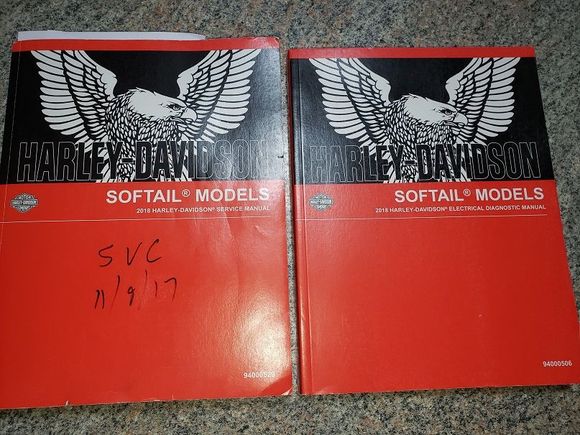 HARLEY-DAVIDSON
SOFTAIL® MODELS
2018 HARLEY-DAVIDSON® SERVICE MANUAL
SVC
11/9/17
HARLEY-DAVIDSON
SOFTAIL® MODELS
2018 HARLEY-DAVIDSON® ELECTRICAL DIAGNOSTIC MANUAL
94000506